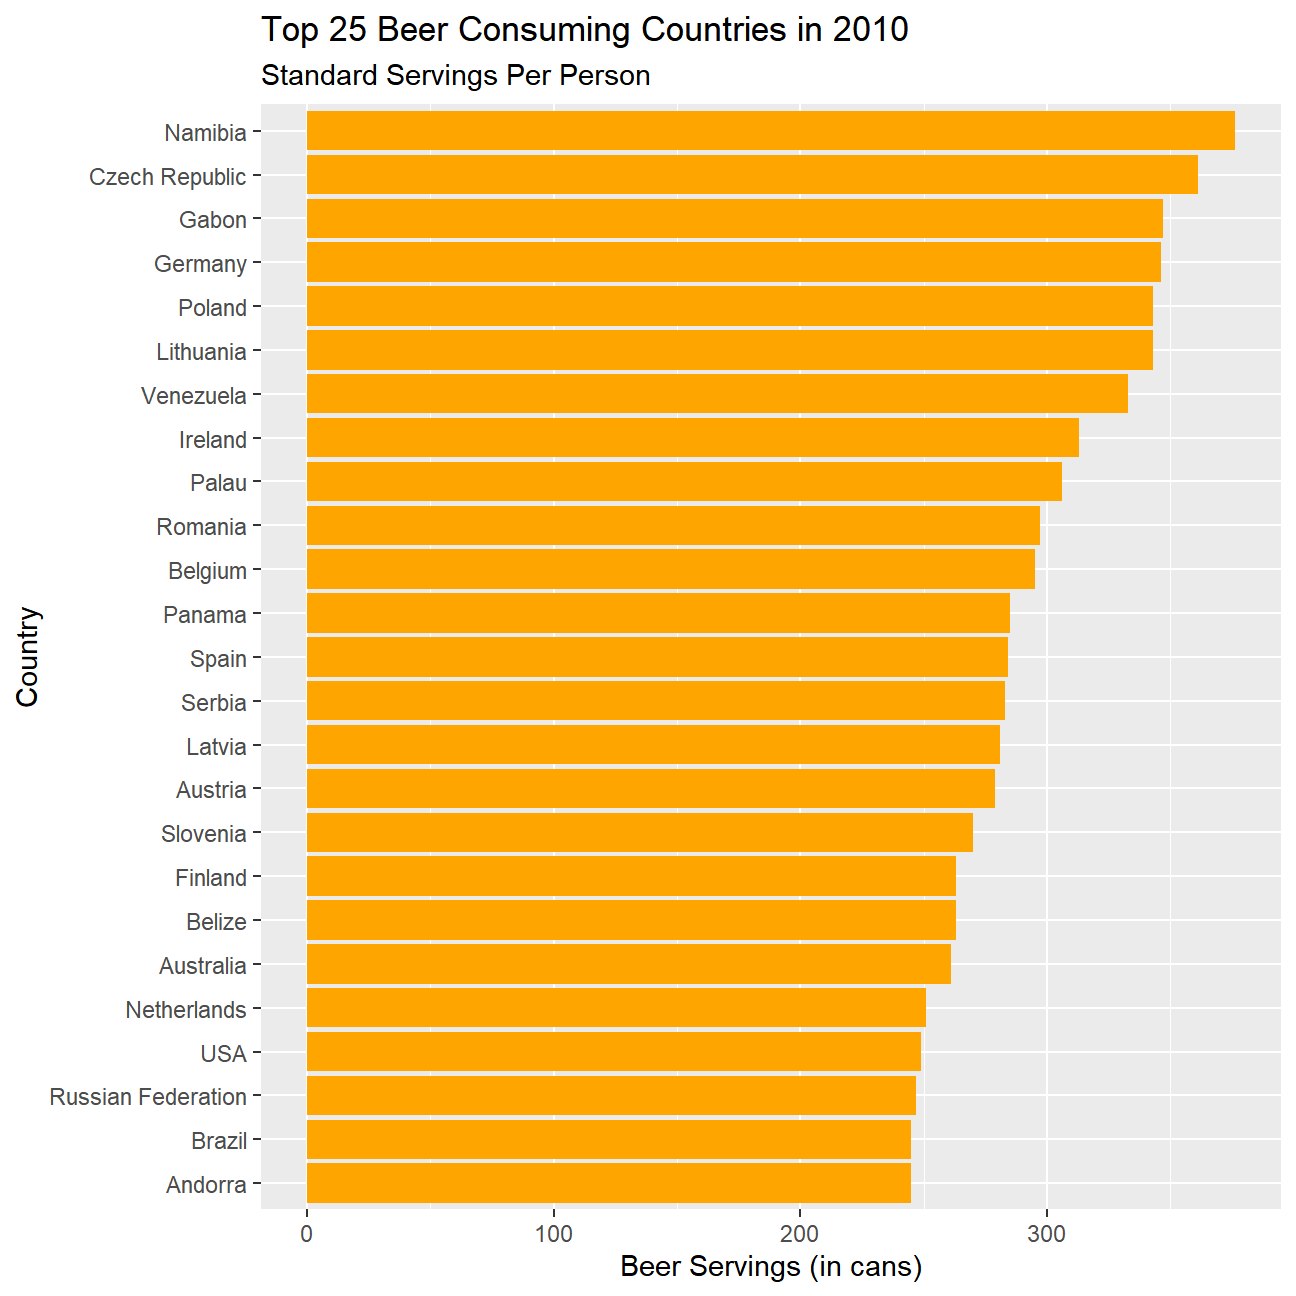 Top 25 Beer Consuming Countries in 2010
Standard Servings Per Person
Country
Namibia
Czech Republic
Gabon
Germany
Poland
Lithuania
Venezuela
Ireland
Palau
Romania
Belgium
Panama
Spain
Serbia
Latvia
Austria
Slovenia
Finland
Belize
Australia
Netherlands
USA
Russian Federation
Brazil
Andorra
0 100 200 300
Beer Servings (in cans)